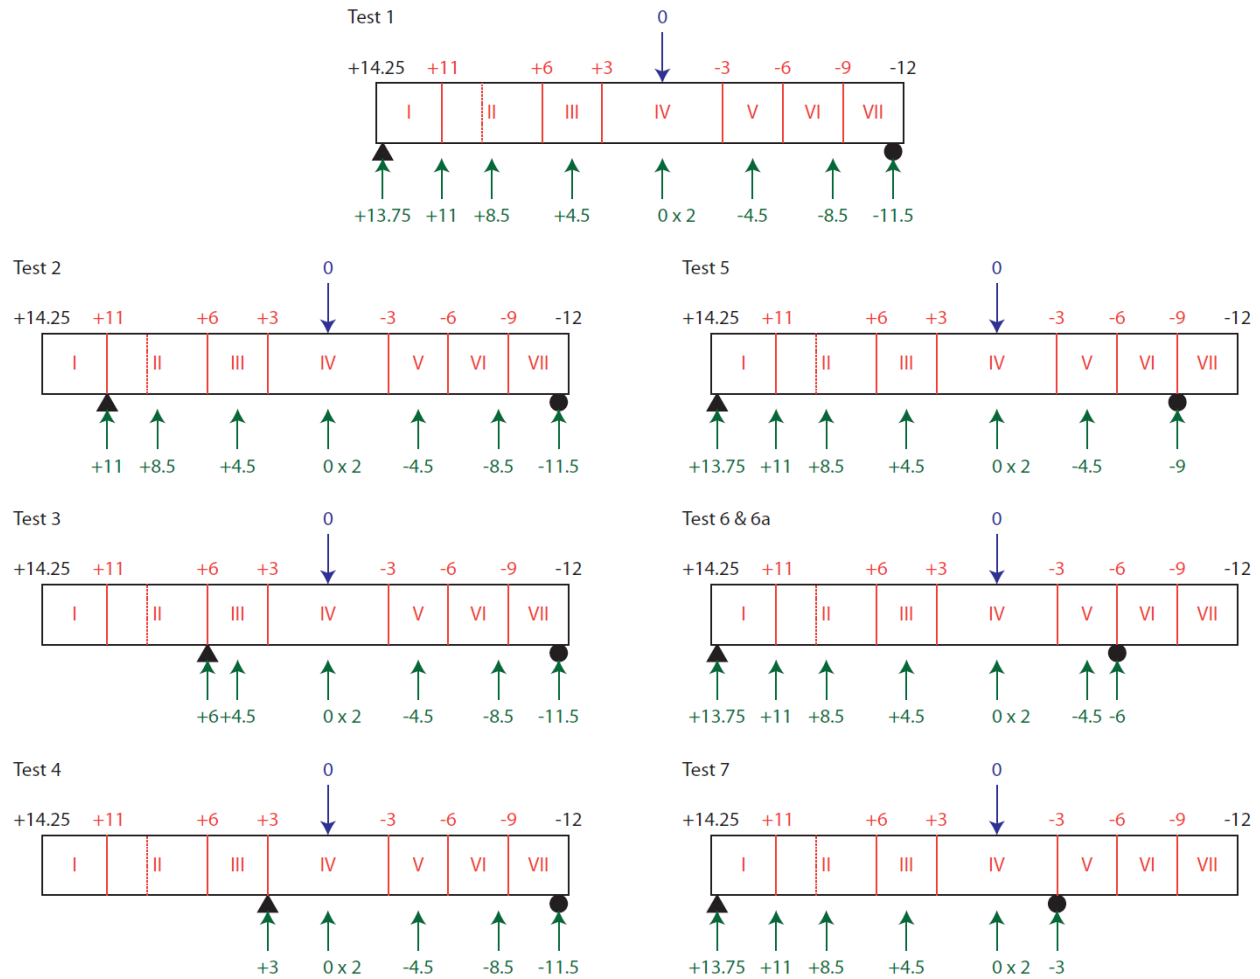 Test 1
0
+14.25 +11 +6 +3 -3 -6 -9 -12
I II III IV V VI VII
+13.75 +11 +8.5 +4.5 0 x 2 -4.5 -8.5 -11.5
Test 2
0
+14.25 +11 +6 +3 -3 -6 -9 -12
I II III IV V VI VII
+11 +8.5 +4.5 0 x 2 -4.5 -8.5 -11.5
Test 5
0
+14.25 +11 +6 +3 -3 -6 -9 -12
I II III IV V VI VII
+13.75 +11 +8.5 +4.5 0 x 2 -4.5 -9
Test 3
0
+14.25 +11 +6 +3 -3 -6 -9 -12
I II III IV V VI VII
+6 +4.5 0 x 2 -4.5 -8.5 -11.5
Test 6 & 6a
0
+14.25 +11 +6 +3 -3 -6 -9 -12
I II III IV V VI VII
+13.75 +11 +8.5 +4.5 0 x 2 -4.5 -6
Test 4
0
+14.25 +11 +6 +3 -3 -6 -9 -12
I II III IV V VI VII
+3 0 x 2 -4.5 -8.5 -11.5
Test 7
0
+14.25 +11 +6 +3 -3 -6 -9 -12
I II III IV V VI VII
+13.75 +11 +8.5 +4.5 0 x 2 -3